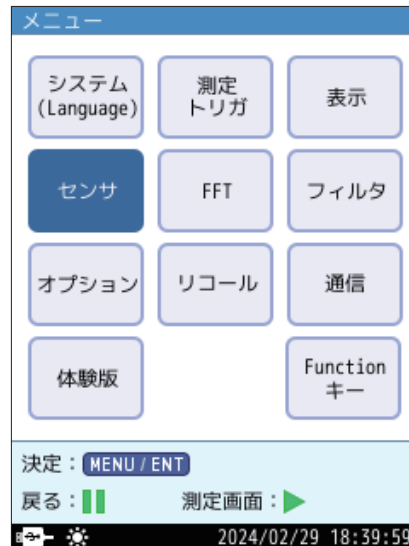 メニュー
システム
(Language)
測定
トリガ
表示
センサ
FFT
フィルタ
オプション
リコール
通信
体験版
Function
キー
決定：MENU/ENT
戻る：
測定画面：
2024/02/29 18:39:59